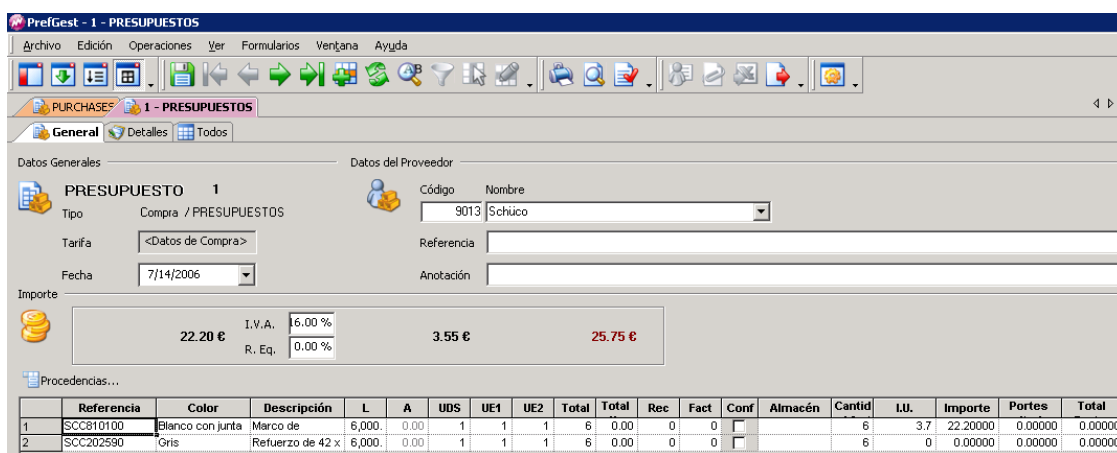 PrefGest - 1 - PRESUPUESTOS
Archivo Edición Operaciones Ver Formularios Ventana Ayuda
PURCHASES 1 - PRESUPUESTOS
General Detalles Todos
Datos Generales Datos del Proveedor
PRESUPUESTO 1 Código Nombre
Tipo Compra / PRESUPUESTOS 9013 Schüco
Tarifa <Datos de Compra> Referencia
Fecha 7/14/2006 Anotación
Importe
22.20 € I.V.A. 16.00 % 3.55 € 25.75 €
R. Eq. 0.00 %
Procedencias...
Referencia Color Descripción L A UDS UE1 UE2 Total Total Rec Fact Conf Almacén Cantid I.U. Importe Portes Total
1 SCC810100 Blanco con junta Marco de 6,000. 0.00 1 1 1 6 0.00 0 0 6 3.7 22.20000 0.00000 0.0000
2 SCC202590 Gris Refuerzo de 42 x 6,000. 0.00 1 1 1 6 0.00 0 0 6 0 0.00000 0.00000 0.0000